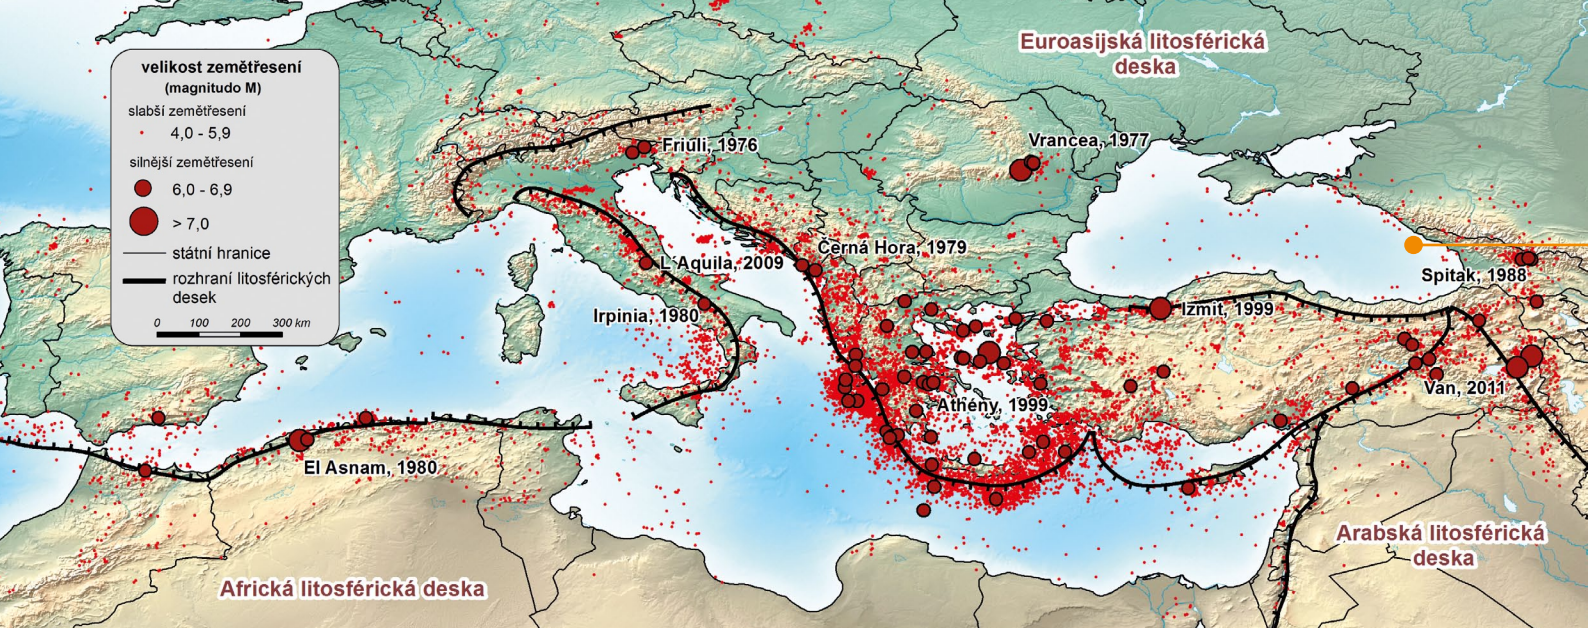 velikost zemětřesení
(magnitudo M)
slabší zemětřesení
4,0 - 5,9
silnější zemětřesení
6,0 - 6,9
> 7,0
státní hranice
rozhraní litosférických
desek
0 100 200 300 km
Euroasijská litosférická
deska
Friuli, 1976
Vrancea, 1977
Černá Hora, 1979
L'Aquila, 2009
Irpinia, 1980
Spitak, 1988
Izmit, 1999
Van, 2011
Athény, 1999
El Asnam, 1980
Arabská litosférická
deska
Africká litosférická deska